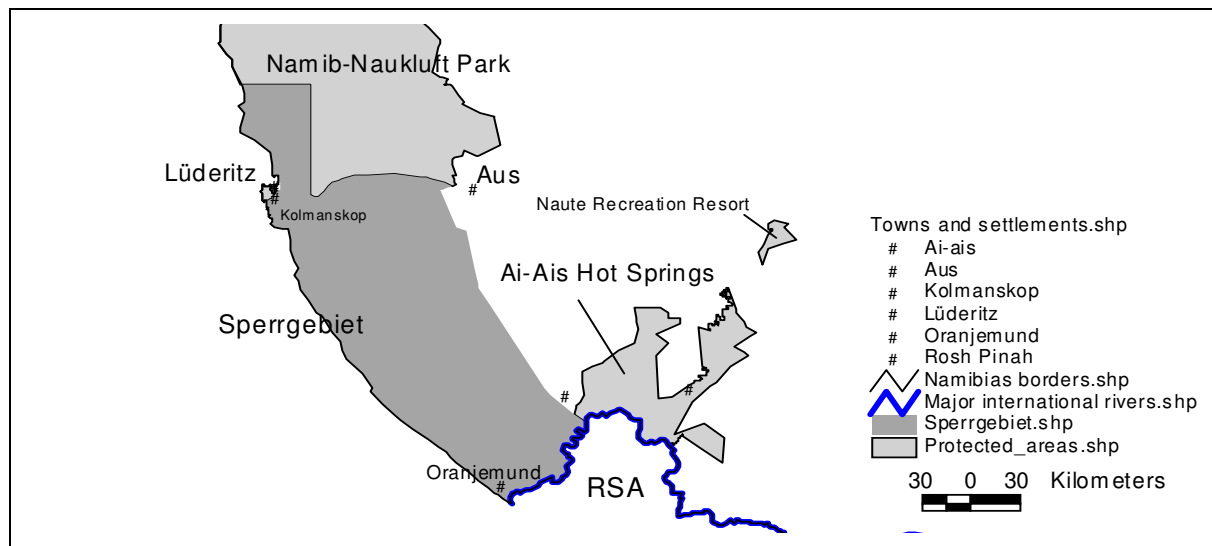 Namib-Naukluft Park
Lüderitz
#
#
Kolmanskop
Aus
#
Naute Recreation Resort
Ai-Ais Hot Springs
Sperrgebiet
#
#
Oranjemund
#
RSA
Towns and settlements.shp
# Ai-ais
# Aus
# Kolmanskop
# Lüderitz
# Oranjemund
# Rosh Pinah
Namibias borders.shp
Major international rivers.shp
Sperrgebiet.shp
Protected_areas.shp
30 0 30 Kilometers